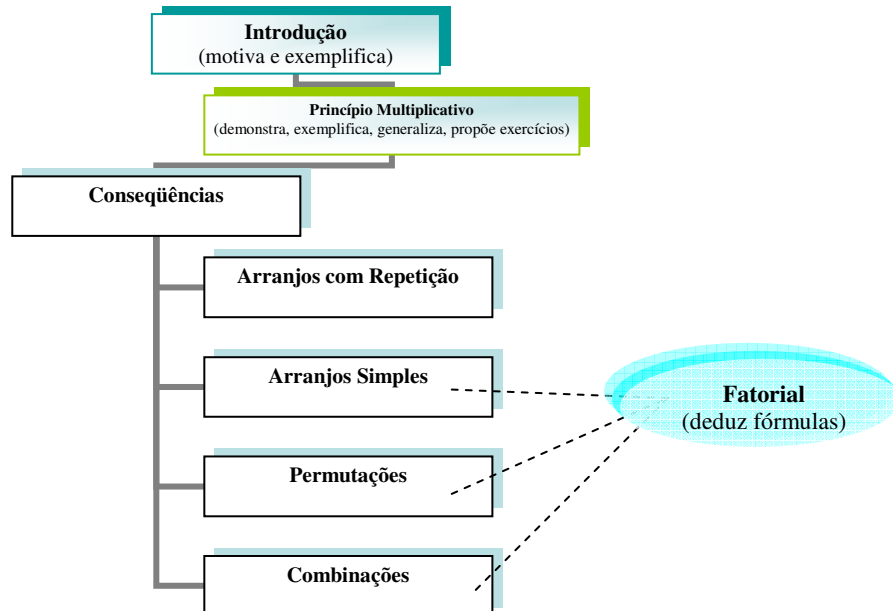 Introdução
(motiva e exemplifica)
Princípio Multiplicativo
(demonstra, exemplifica, generaliza, propõe exercícios)
Conseqüências
Arranjos com Repetição
Arranjos Simples
Fatorial
(deduz fórmulas)
Permutações
Combinações